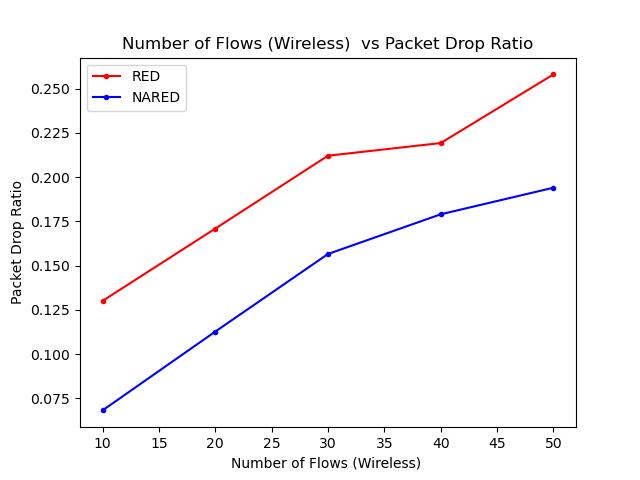 Number of Flows (Wireless)  vs Packet Drop Ratio
RED
NARED
Packet Drop Ratio
0.250
0.225
0.200
0.175
0.150
0.125
0.100
0.075
10 15 20 25 30 35 40 45 50
Number of Flows (Wireless)